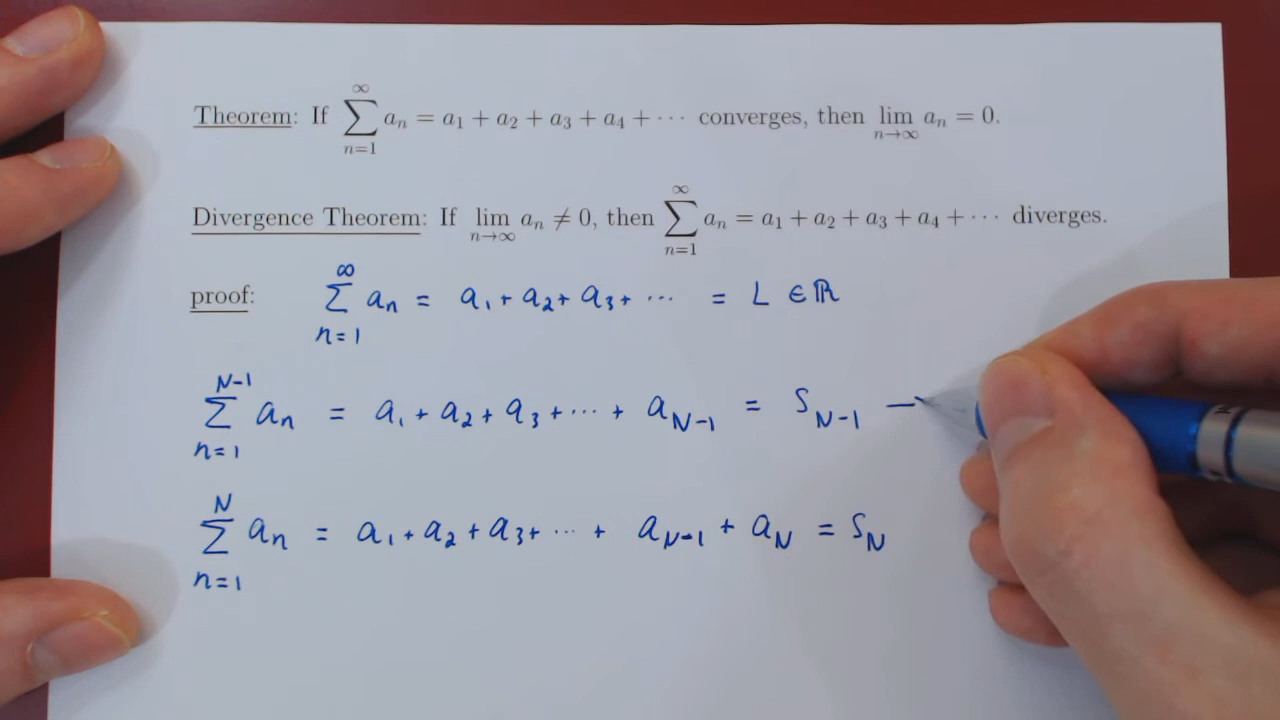 Theorem: If ∑_{n=1}^{∞} a_n = a_1 + a_2 + a_3 + a_4 + ⋯ converges, then lim_{n→∞} a_n = 0.
Divergence Theorem: If lim_{n→∞} a_n ≠ 0, then ∑_{n=1}^{∞} a_n = a_1 + a_2 + a_3 + a_4 + ⋯ diverges.
proof: ∑_{n=1}^{∞} a_n = a_1 + a_2 + a_3 + ⋯ = L ∈ ℝ
∑_{n=1}^{N-1} a_n = a_1 + a_2 + a_3 + ⋯ + a_{N-1} = S_{N-1} →
∑_{n=1}^{N} a_n = a_1 + a_2 + a_3 + ⋯ + a_{N-1} + a_N = S_N